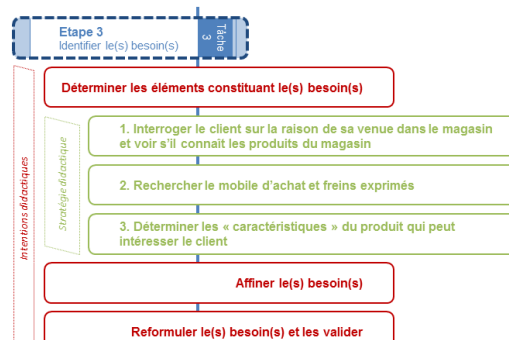 Etape 3
Identifier le(s) besoin(s)
Tâche
3
Déterminer les éléments constituant le(s) besoin(s)
Intentions didactiques
Stratégie didactique
1. Interroger le client sur la raison de sa venue dans le magasin
et voir s'il connaît les produits du magasin
2. Rechercher le mobile d'achat et freins exprimés
3. Déterminer les « caractéristiques » du produit qui peut
intéresser le client
Affiner le(s) besoin(s)
Reformuler le(s) besoin(s) et les valider